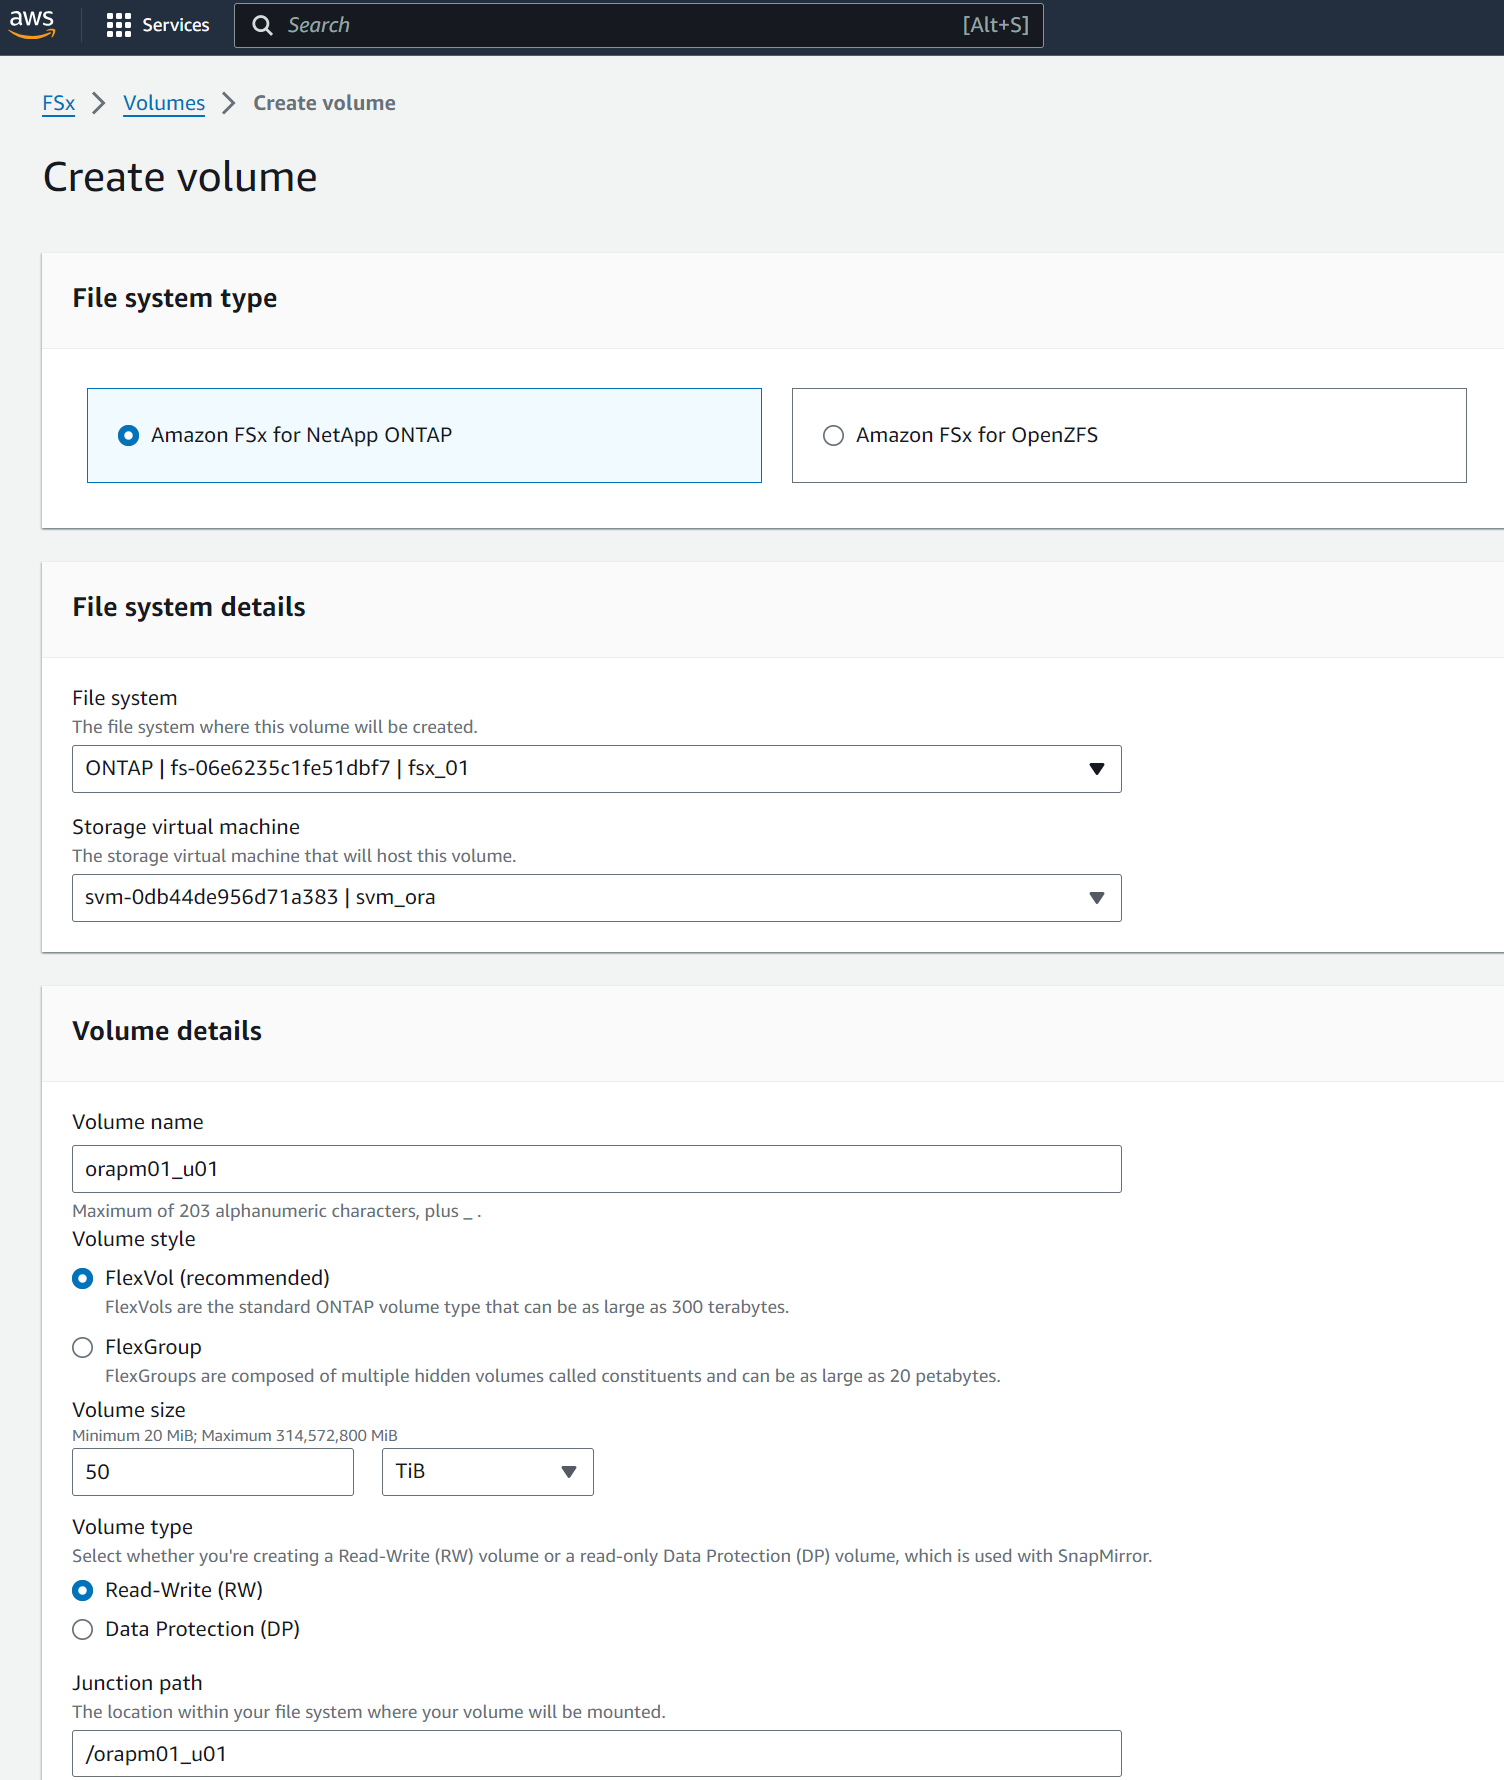 aws
Services
Search [Alt+S]
FSx > Volumes > Create volume
Create volume
File system type
Amazon FSx for NetApp ONTAP
Amazon FSx for OpenZFS
File system details
File system
The file system where this volume will be created.
ONTAP | fs-06e6235c1fe51dbf7 | fsx_01
Storage virtual machine
The storage virtual machine that will host this volume.
svm-0db44de956d71a383 | svm_ora
Volume details
Volume name
orapm01_u01
Maximum of 203 alphanumeric characters, plus _ .
Volume style
FlexVol (recommended)
FlexVols are the standard ONTAP volume type that can be as large as 300 terabytes.
FlexGroup
FlexGroups are composed of multiple hidden volumes called constituents and can be as large as 20 petabytes.
Volume size
Minimum 20 MiB; Maximum 314,572,800 MiB
50 TiB
Volume type
Select whether you're creating a Read-Write (RW) volume or a read-only Data Protection (DP) volume, which is used with SnapMirror.
Read-Write (RW)
Data Protection (DP)
Junction path
The location within your file system where your volume will be mounted.
/orapm01_u01